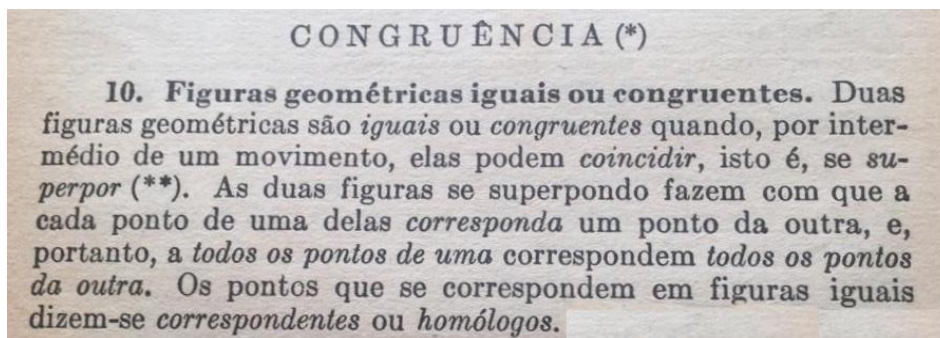 CONGRUÊNCIA (*)
10. Figuras geométricas iguais ou congruentes. Duas
figuras geométricas são iguais ou congruentes quando, por inter-
médio de um movimento, elas podem coincidir, isto é, se su-
perpor (**). As duas figuras se superpondo fazem com que a
cada ponto de uma delas corresponda um ponto da outra, e,
portanto, a todos os pontos de uma correspondem todos os pontos
da outra. Os pontos que se correspondem em figuras iguais
dizem-se correspondentes ou homólogos.